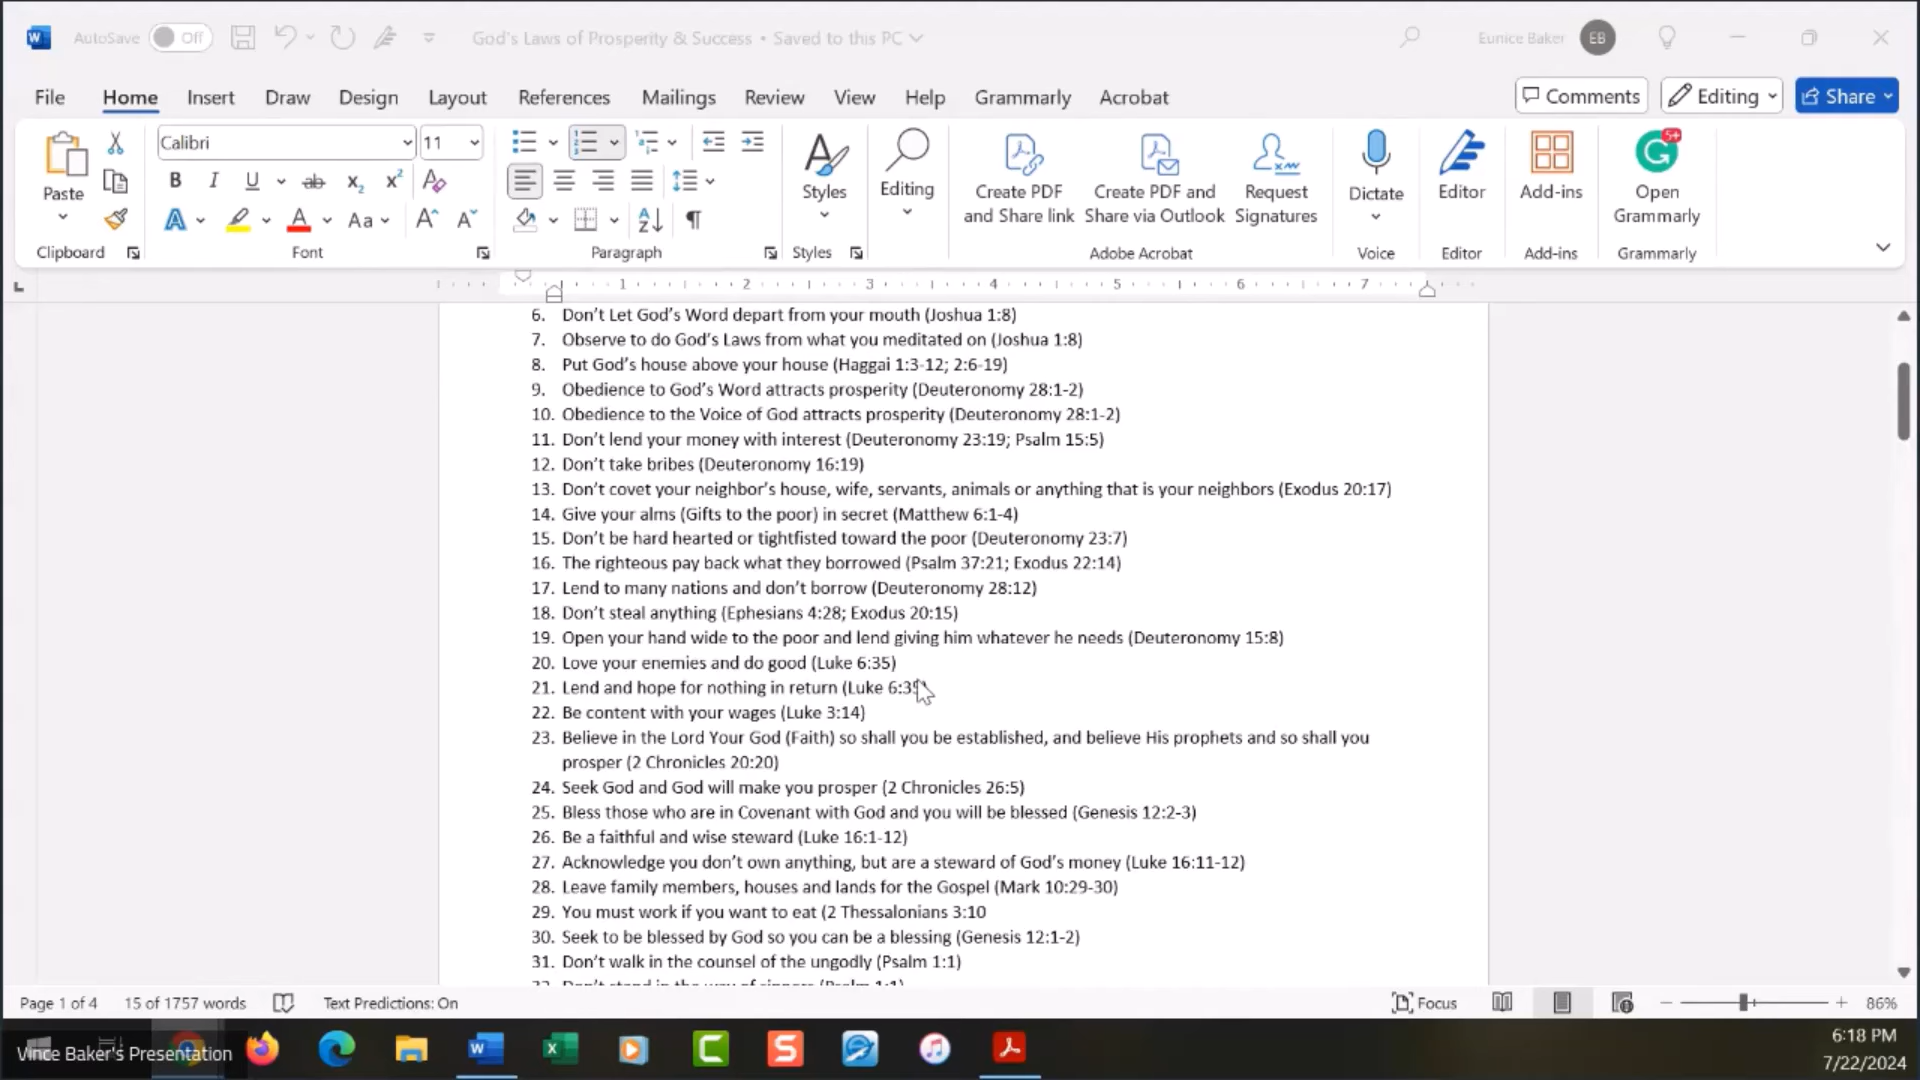 AutoSave Off God's Laws of Prosperity & Success • Saved to this PC Eunice Baker EB
File Home Insert Draw Design Layout References Mailings Review View Help Grammarly Acrobat Comments Editing Share
Calibri 11
Paste Styles Editing Create PDF and Share link Create PDF and Share via Outlook Request Signatures Dictate Editor Add-ins Open Grammarly
Clipboard Font Paragraph Styles Adobe Acrobat Voice Editor Add-ins Grammarly
1 2 3 4 5 6 7
6. Don't Let God's Word depart from your mouth (Joshua 1:8)
7. Observe to do God's Laws from what you meditated on (Joshua 1:8)
8. Put God's house above your house (Haggai 1:3-12; 2:6-19)
9. Obedience to God's Word attracts prosperity (Deuteronomy 28:1-2)
10. Obedience to the Voice of God attracts prosperity (Deuteronomy 28:1-2)
11. Don't lend your money with interest (Deuteronomy 23:19; Psalm 15:5)
12. Don't take bribes (Deuteronomy 16:19)
13. Don't covet your neighbor's house, wife, servants, animals or anything that is your neighbors (Exodus 20:17)
14. Give your alms (Gifts to the poor) in secret (Matthew 6:1-4)
15. Don't be hard hearted or tightfisted toward the poor (Deuteronomy 23:7)
16. The righteous pay back what they borrowed (Psalm 37:21; Exodus 22:14)
17. Lend to many nations and don't borrow (Deuteronomy 28:12)
18. Don't steal anything (Ephesians 4:28; Exodus 20:15)
19. Open your hand wide to the poor and lend giving him whatever he needs (Deuteronomy 15:8)
20. Love your enemies and do good (Luke 6:35)
21. Lend and hope for nothing in return (Luke 6:35)
22. Be content with your wages (Luke 3:14)
23. Believe in the Lord Your God (Faith) so shall you be established, and believe His prophets and so shall you
prosper (2 Chronicles 20:20)
24. Seek God and God will make you prosper (2 Chronicles 26:5)
25. Bless those who are in Covenant with God and you will be blessed (Genesis 12:2-3)
26. Be a faithful and wise steward (Luke 16:1-12)
27. Acknowledge you don't own anything, but are a steward of God's money (Luke 16:11-12)
28. Leave family members, houses and lands for the Gospel (Mark 10:29-30)
29. You must work if you want to eat (2 Thessalonians 3:10
30. Seek to be blessed by God so you can be a blessing (Genesis 12:1-2)
31. Don't walk in the counsel of the ungodly (Psalm 1:1)
Page 1 of 4 15 of 1757 words Text Predictions: On Focus 86%
Vince Baker's Presentation
6:18 PM
7/22/2024